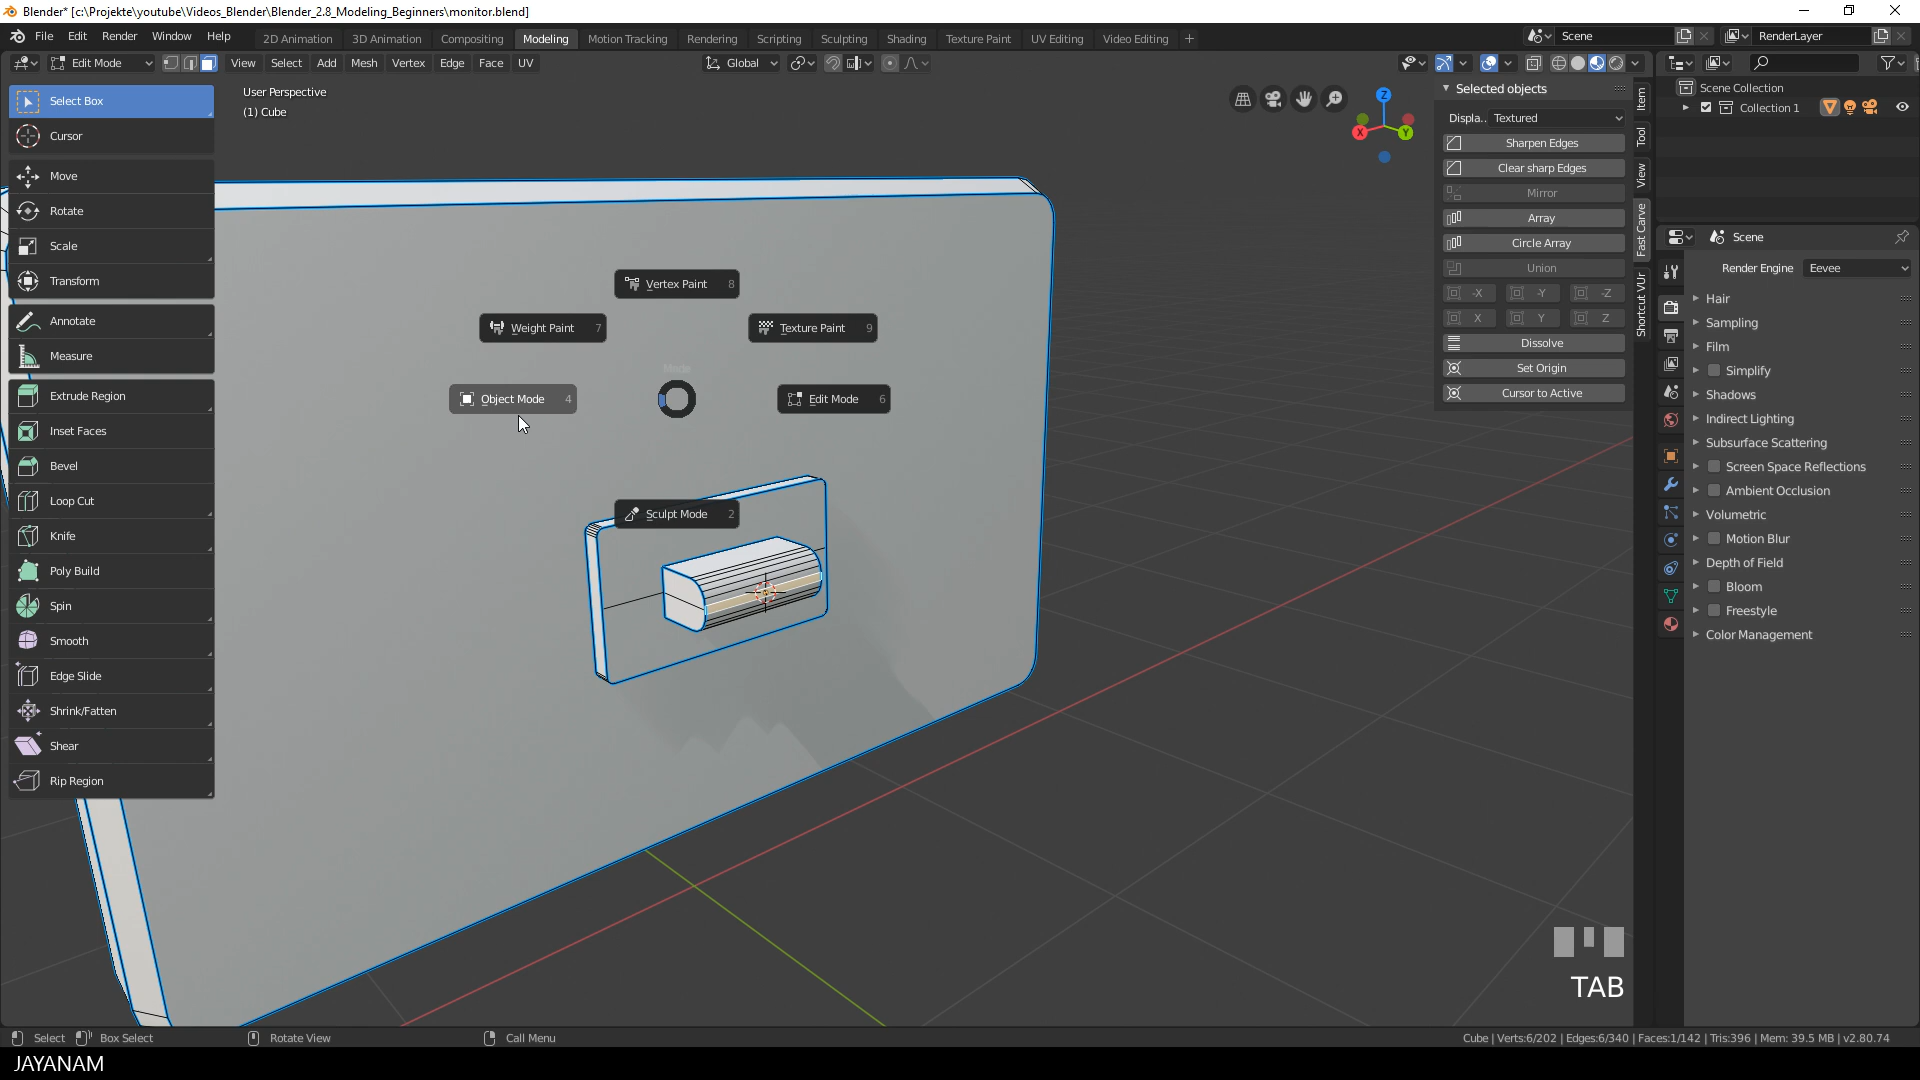 Blender* [c:\Projekte\youtube\Videos_Blender\Blender_2.8_Modeling_Beginners\monitor.blend]
File Edit Render Window Help 2D Animation 3D Animation Compositing Modeling Motion Tracking Rendering Scripting Sculpting Shading Texture Paint UV Editing Video Editing + Scene RenderLayer
Edit Mode View Select Add Mesh Vertex Edge Face UV Global
Select Box
Cursor
Move
Rotate
Scale
Transform
Annotate
Measure
Extrude Region
Inset Faces
Bevel
Loop Cut
Knife
Poly Build
Spin
Smooth
Edge Slide
Shrink/Fatten
Shear
Rip Region
User Perspective
(1) Cube
Vertex Paint 8
Weight Paint 7
Texture Paint 9
Mode
Object Mode 4
Edit Mode 6
Sculpt Mode 2
Z
X
Y
Selected objects
Displa.. Textured
Sharpen Edges
Clear sharp Edges
Mirror
Array
Circle Array
Union
-X -Y -Z
X Y Z
Dissolve
Set Origin
Cursor to Active
Item
Tool
View
Fast Carve
Shortcut VUr
Scene Collection
Collection 1
Scene
Render Engine Eevee
Hair
Sampling
Film
Simplify
Shadows
Indirect Lighting
Subsurface Scattering
Screen Space Reflections
Ambient Occlusion
Volumetric
Motion Blur
Depth of Field
Bloom
Freestyle
Color Management
TAB
Select Box Select Rotate View Call Menu Cube | Verts:6/202 | Edges:6/340 | Faces:1/142 | Tris:396 | Mem: 39.5 MB | v2.80.74
JAYANAM